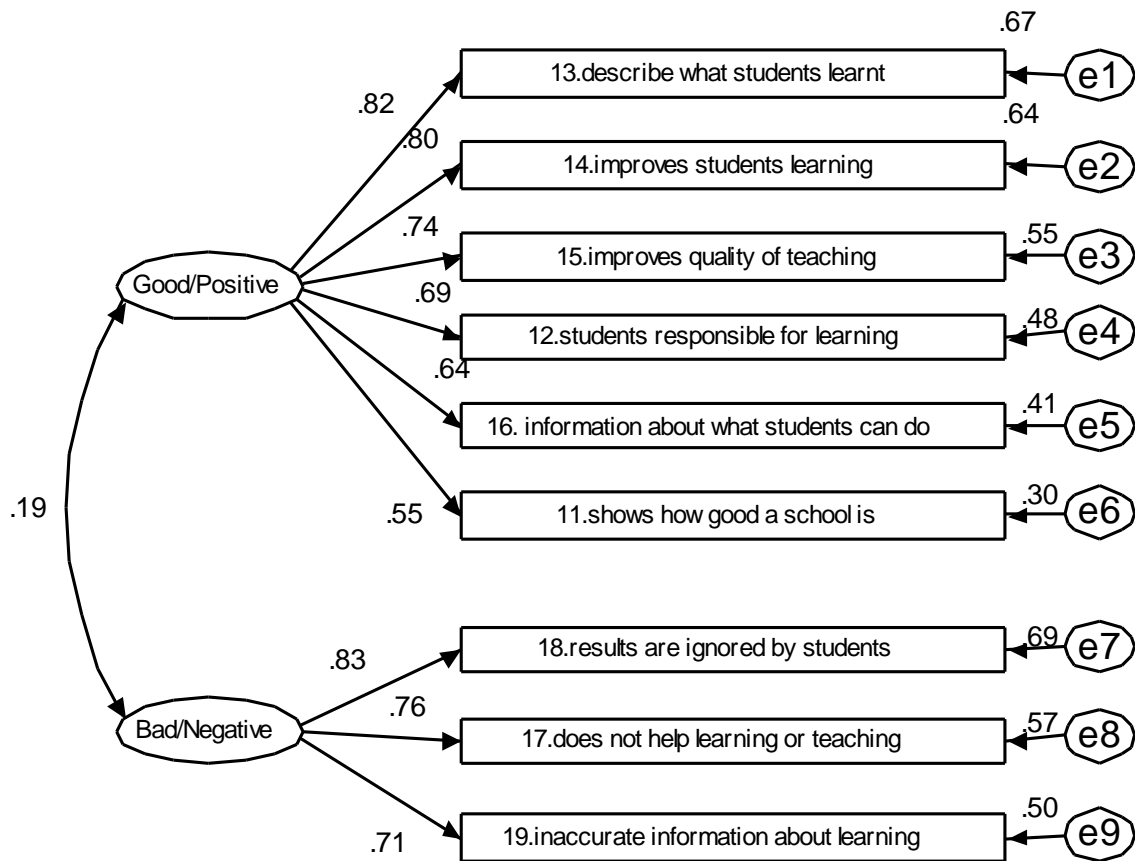 .67
13.describe what students learnt
e1
.82
.80
.64
14.improves students learning
e2
.74
.55
15.improves quality of teaching
e3
Good/Positive
.69
.48
12.students responsible for learning
e4
.64
.41
16. information about what students can do
e5
.19
.55
.30
11.shows how good a school is
e6
.83
.69
18.results are ignored by students
e7
.76
.57
Bad/Negative
17.does not help learning or teaching
e8
.71
.50
19.inaccurate information about learning
e9